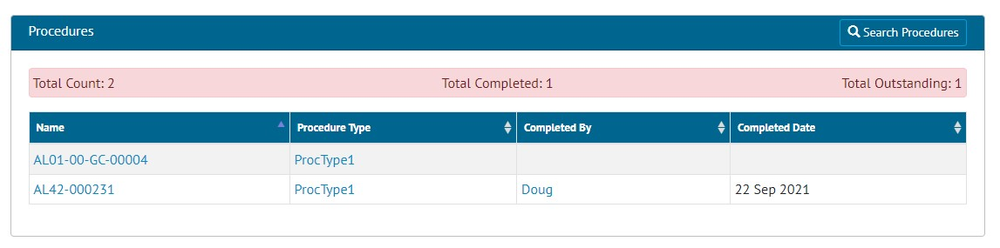 Procedures Search Procedures
Total Count: 2 Total Completed: 1 Total Outstanding: 1
Name Procedure Type Completed By Completed Date
AL01-00-GC-00004 ProcType1
AL42-000231 ProcType1 Doug 22 Sep 2021